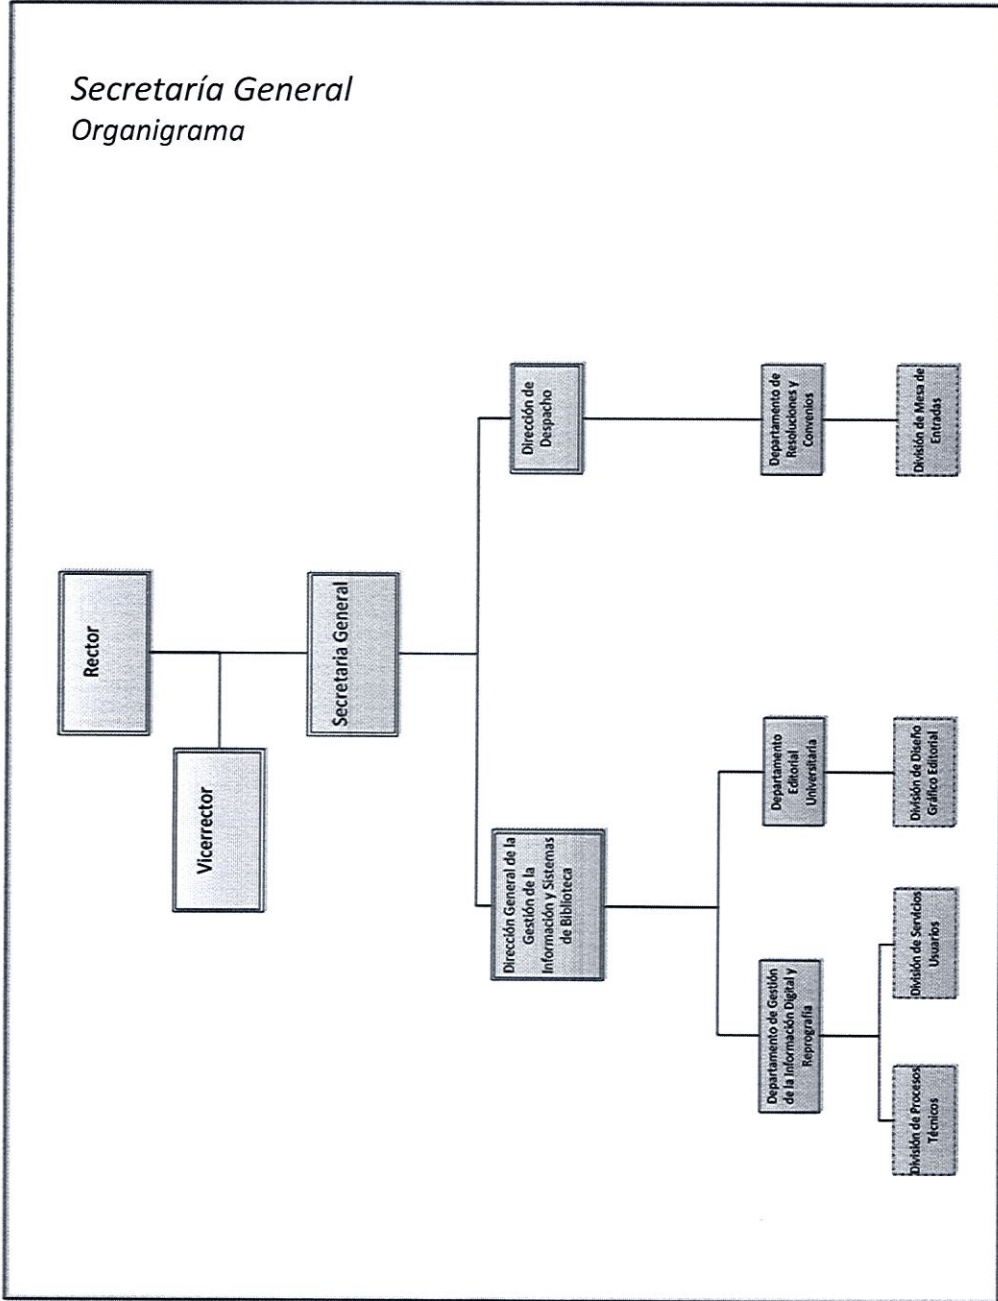 Secretaría General
Organigrama
Rector
Vicerrector
Secretaria General
Dirección General de la
Gestión de la
Información y Sistemas
de Biblioteca
Dirección de
Despacho
Departamento de Gestión
de la Información Digital y
Reprografía
Departamento
Editorial
Universitaria
Departamento de
Resoluciones y
Convenios
División de Procesos
Técnicos
División de Servicios
Usuarios
División de Diseño
Gráfico Editorial
División de Mesa de
Entradas